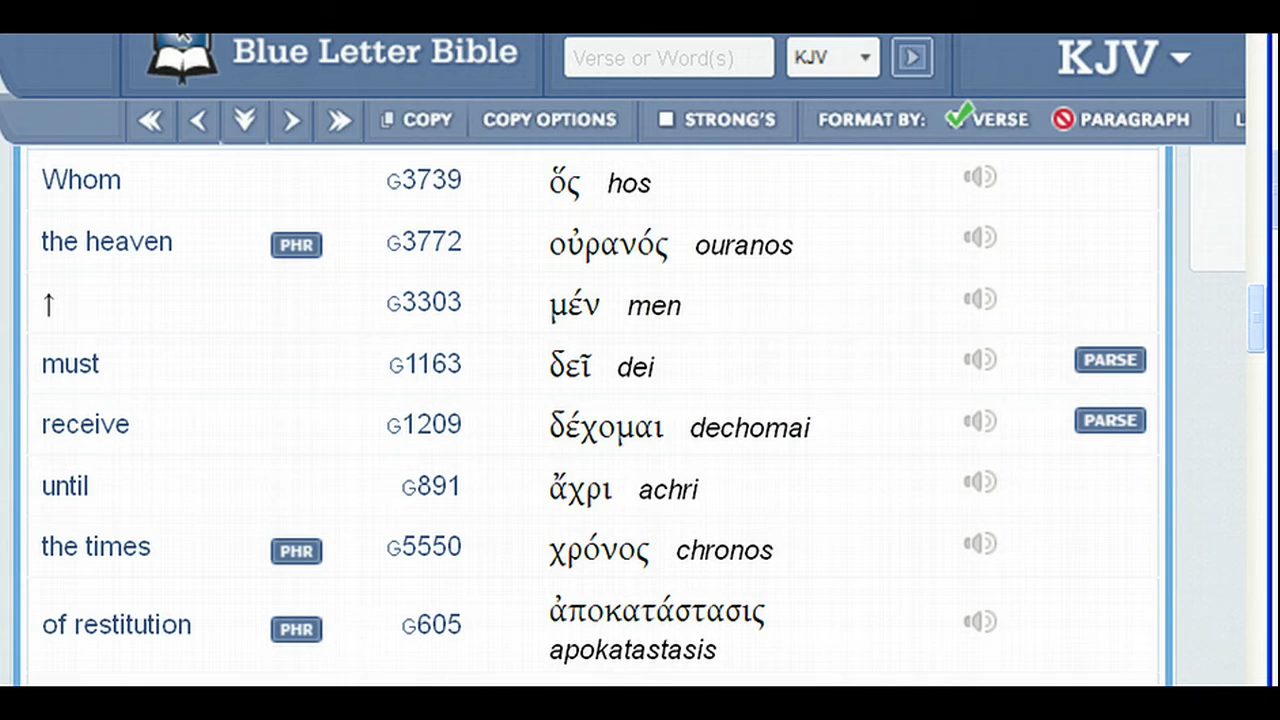 Blue Letter Bible Verse or Word(s) KJV KJV
COPY COPY OPTIONS STRONG'S FORMAT BY: VERSE PARAGRAPH L
Whom G3739 ὅς hos
the heaven PHR G3772 οὐρανός ouranos
↑ G3303 μέν men
must G1163 δεῖ dei PARSE
receive G1209 δέχομαι dechomai PARSE
until G891 ἄχρι achri
the times PHR G5550 χρόνος chronos
of restitution PHR G605 ἀποκατάστασις
apokatastasis